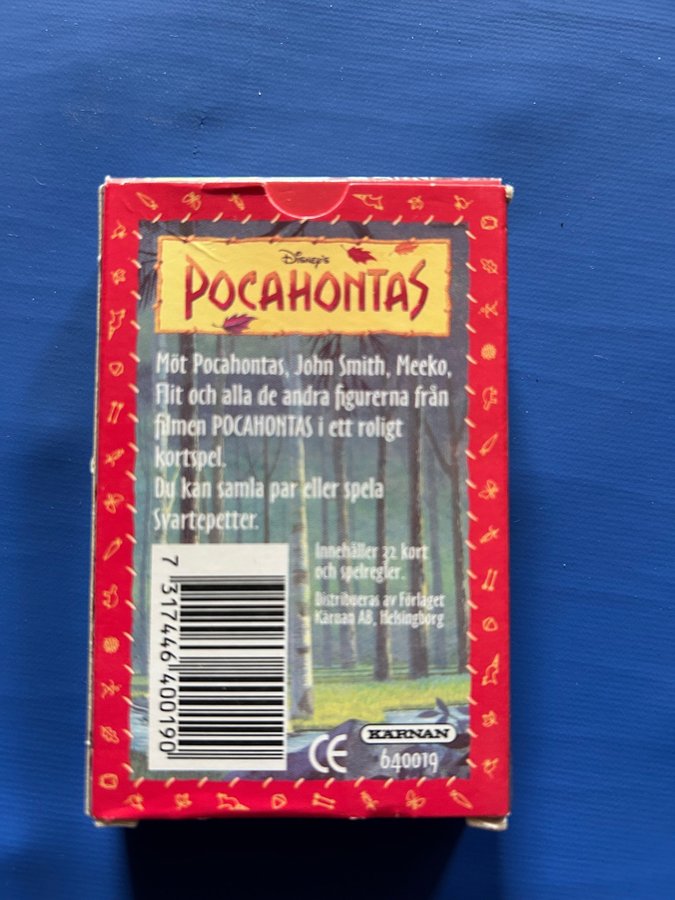 Disney's
POCAHONTAS
Möt Pocahontas, John Smith, Meeko,
Flit och alla de andra figurerna från
filmen POCAHONTAS i ett roligt
kortspel.
Du kan samla par eller spela
Svartepetter.
Innehåller 32 kort
och spelregler.
Distribueras av Förlaget
Kärnan AB, Helsingborg
7 317446 400190
CE
KÄRNAN
640019